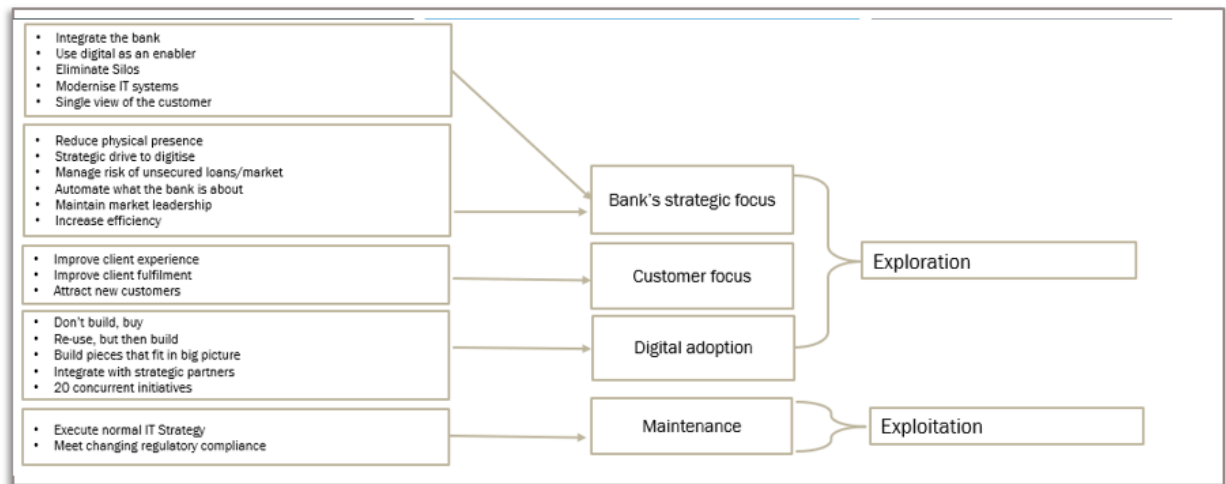 • Integrate the bank
• Use digital as an enabler
• Eliminate Silos
• Modernise IT systems
• Single view of the customer
• Reduce physical presence
• Strategic drive to digitise
• Manage risk of unsecured loans/market
• Automate what the bank is about
• Maintain market leadership
• Increase efficiency
• Improve client experience
• Improve client fulfilment
• Attract new customers
• Don't build, buy
• Re-use, but then build
• Build pieces that fit in big picture
• Integrate with strategic partners
• 20 concurrent initiatives
• Execute normal IT Strategy
• Meet changing regulatory compliance
Bank's strategic focus
Customer focus
Digital adoption
Maintenance
Exploration
Exploitation